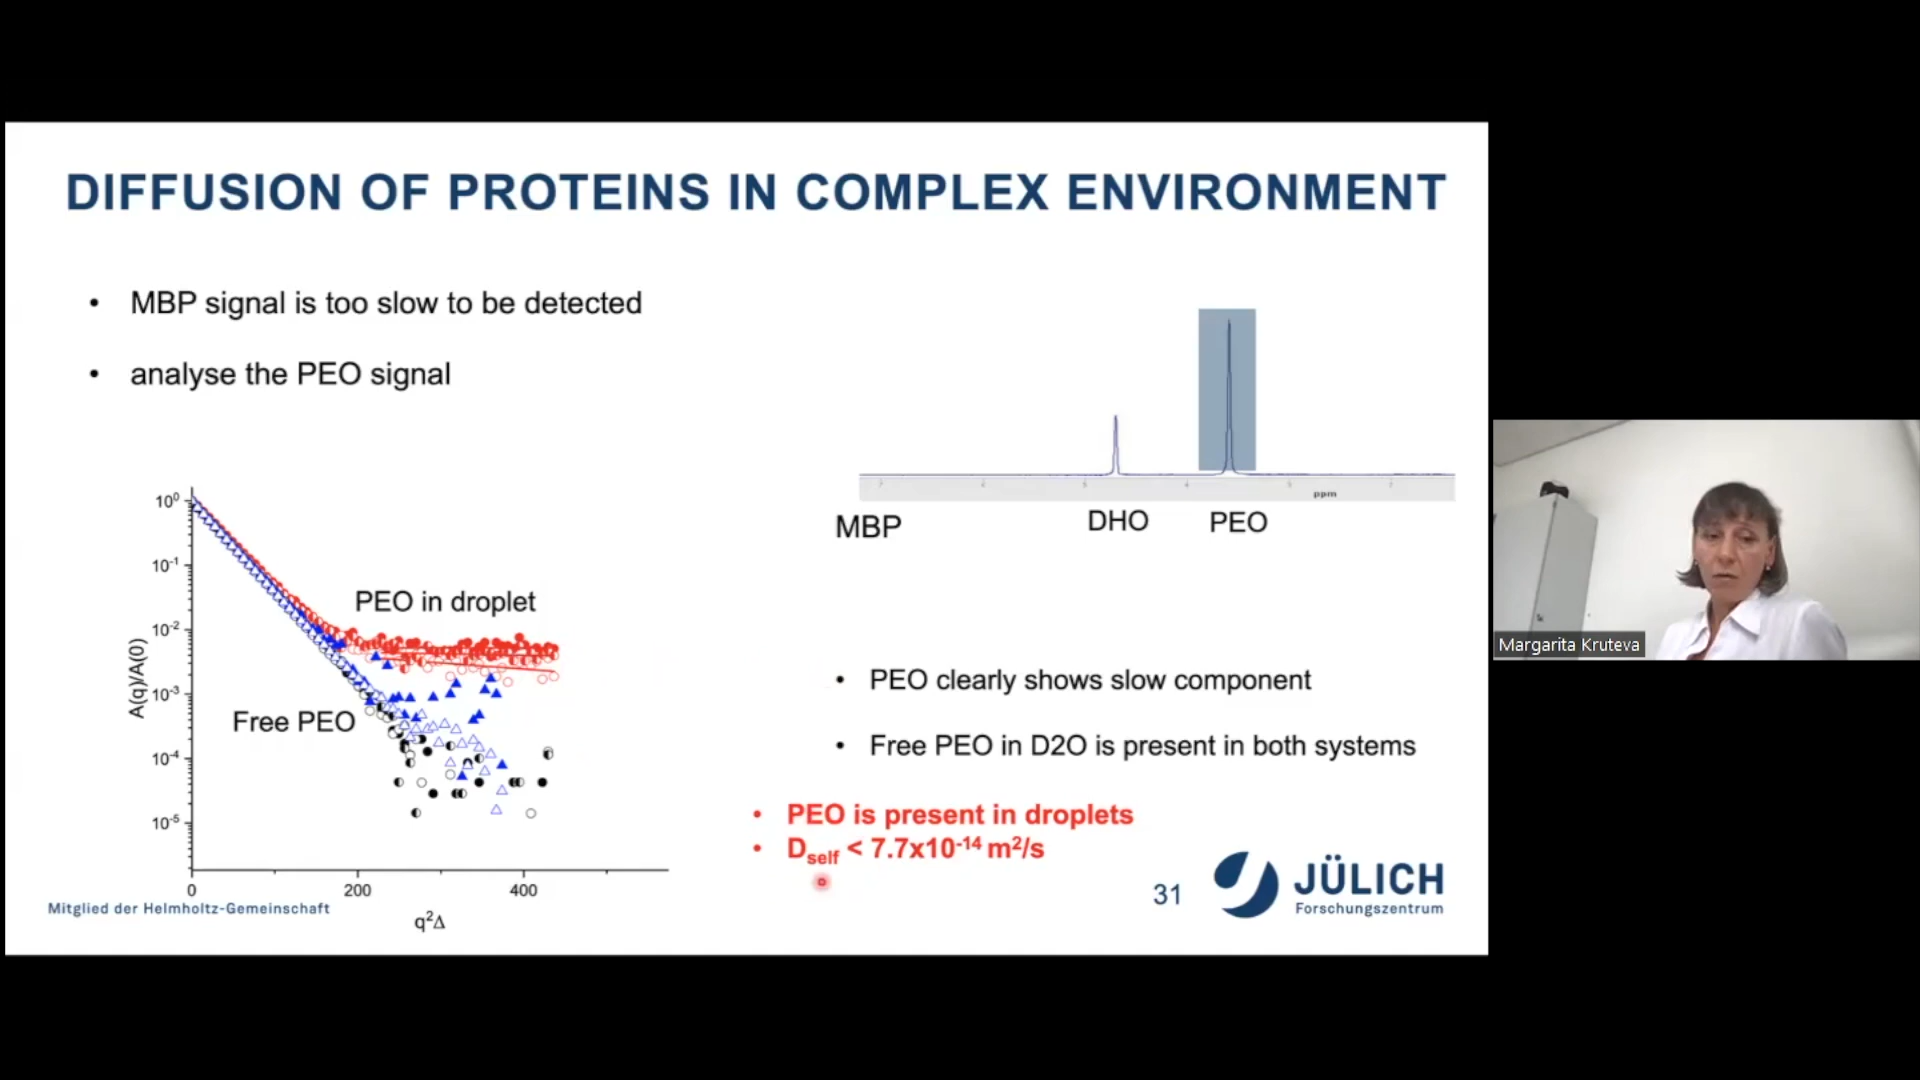 DIFFUSION OF PROTEINS IN COMPLEX ENVIRONMENT
• MBP signal is too slow to be detected
• analyse the PEO signal
ppm
MBP
DHO
PEO
10⁰
10⁻¹
10⁻²
10⁻³
10⁻⁴
10⁻⁵
A(q)/A(0)
PEO in droplet
Free PEO
0
200
400
q²Δ
• PEO clearly shows slow component
• Free PEO in D2O is present in both systems
• PEO is present in droplets
• Dself < 7.7x10⁻¹⁴ m²/s
Mitglied der Helmholtz-Gemeinschaft
31
JÜLICH
Forschungszentrum
Margarita Kruteva